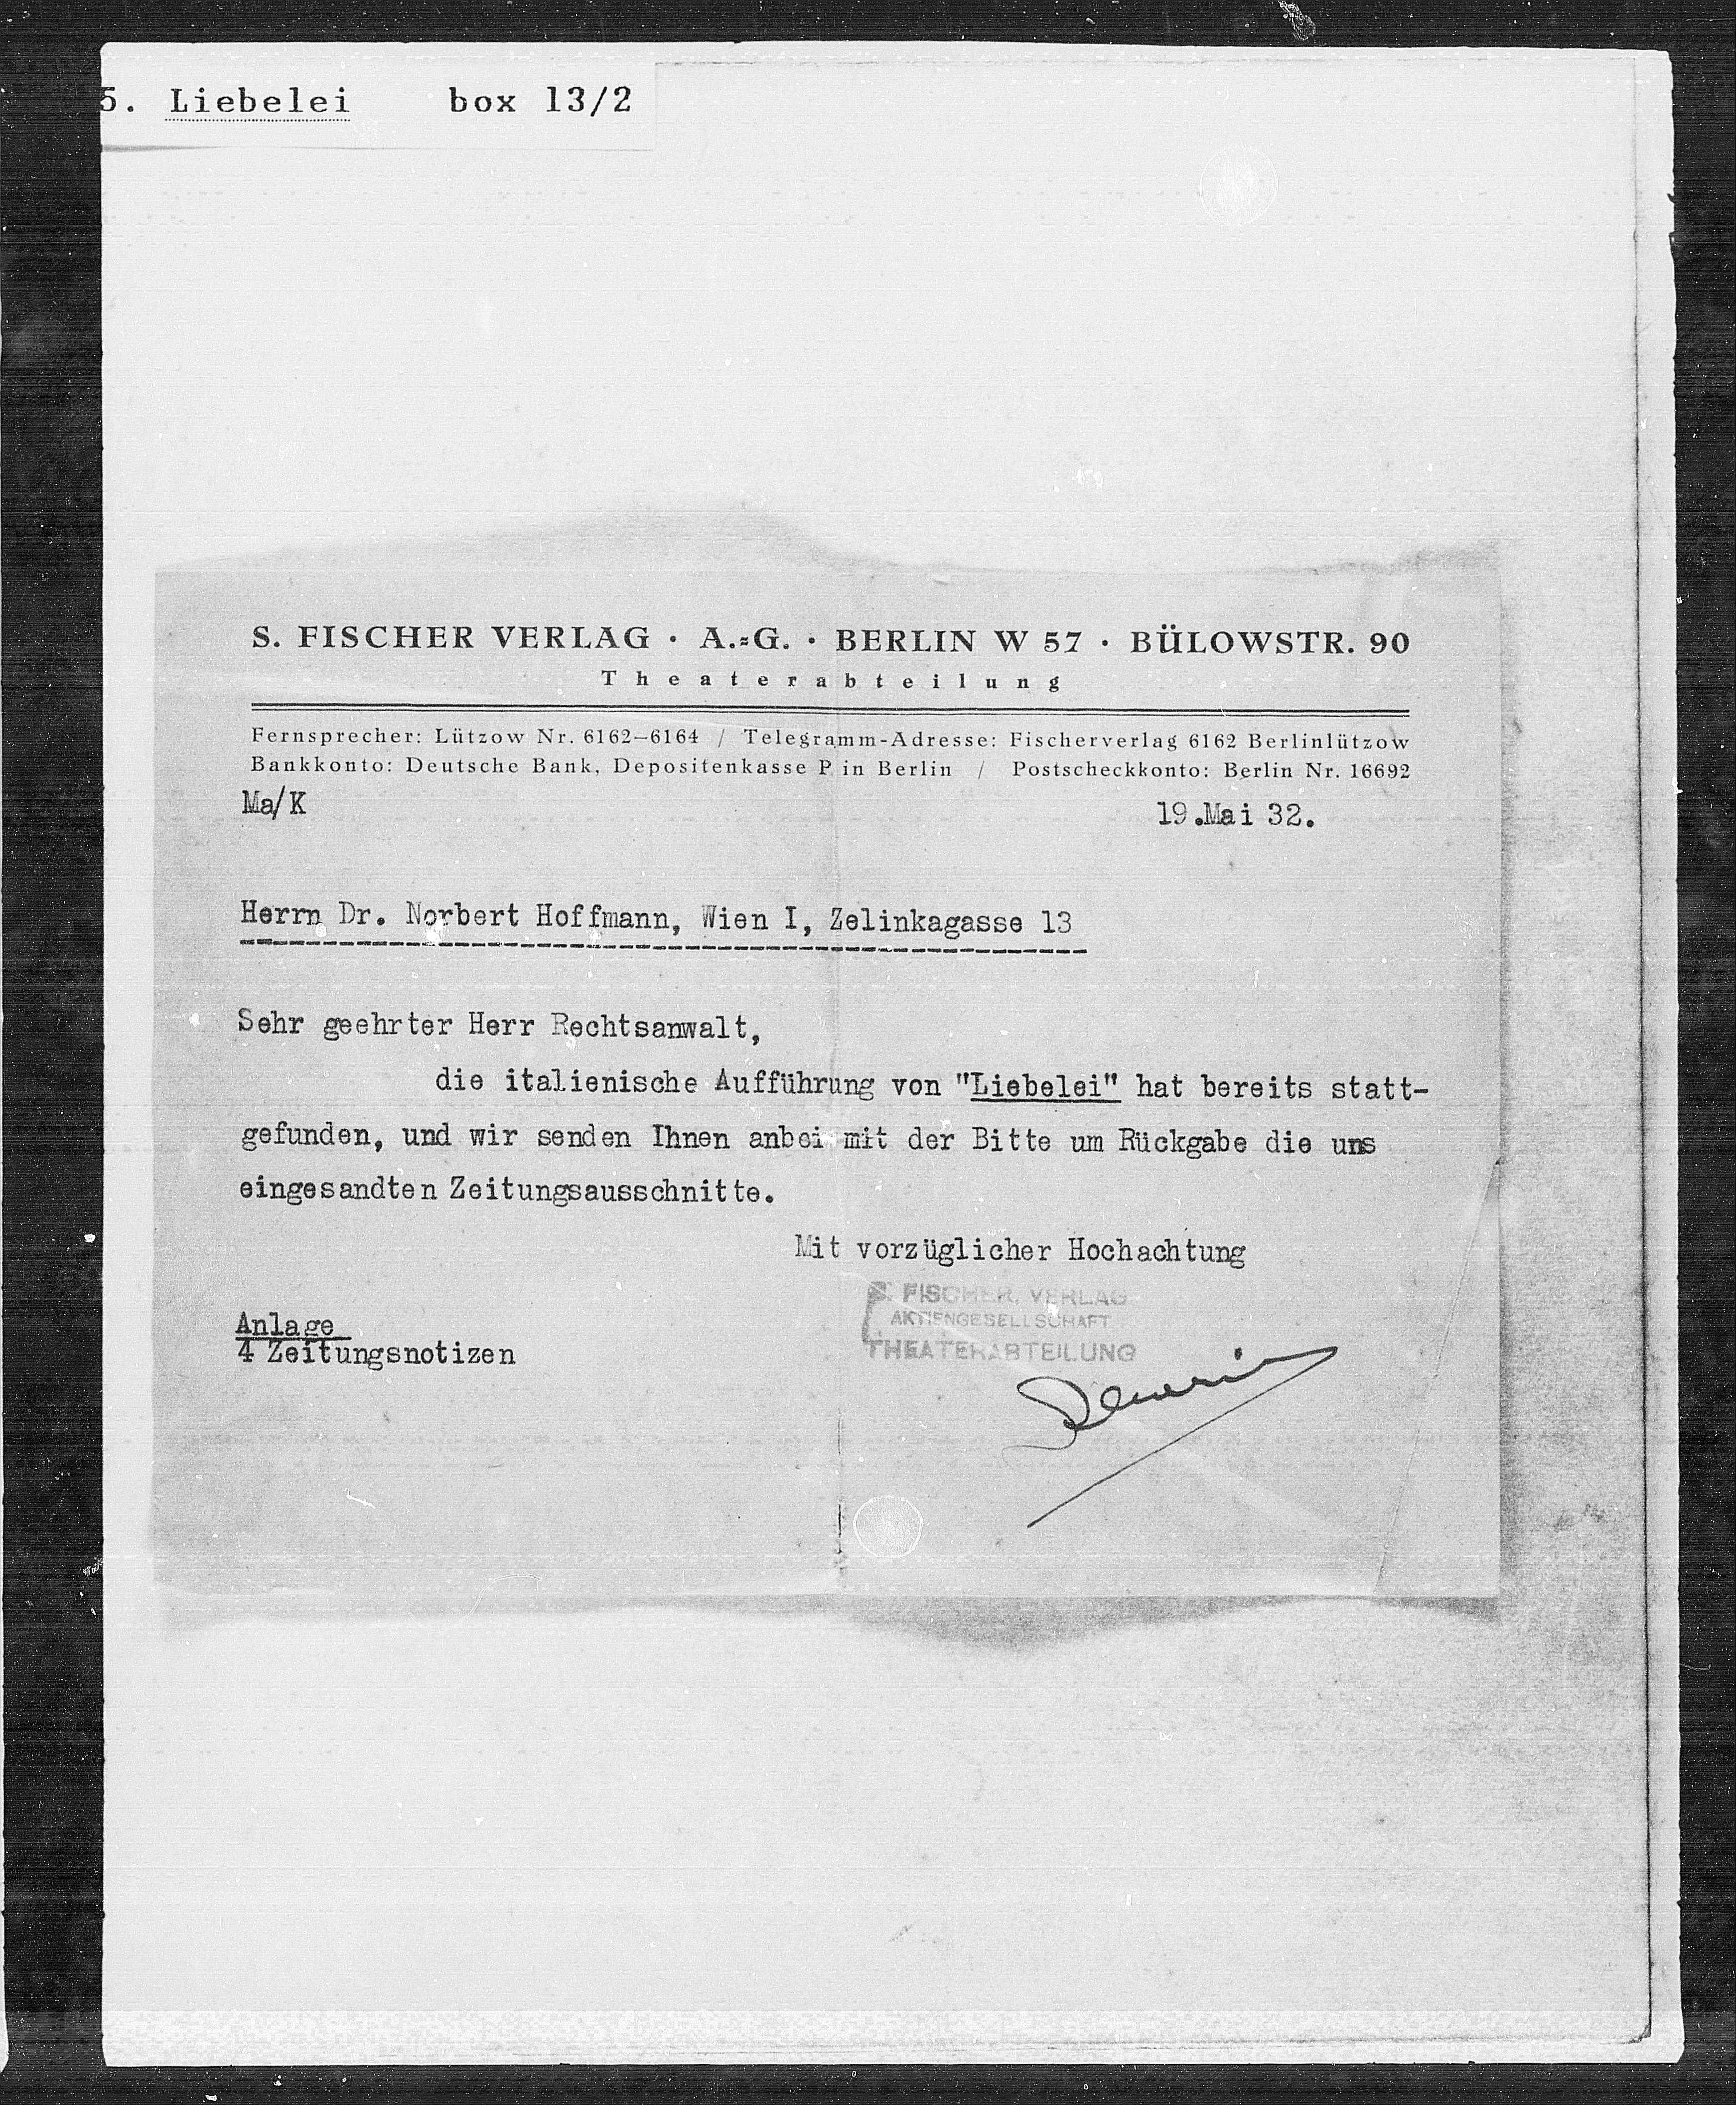 5. Liebelei box 13/2
S. FISCHER VERLAG · A.=G. · BERLIN W 57 · BÜLOWSTR. 90
Theaterabteilung
Fernsprecher: Lützow Nr. 6162–6164 / Telegramm-Adresse: Fischerverlag 6162 Berlinlützow
Bankkonto: Deutsche Bank, Depositenkasse P in Berlin / Postscheckkonto: Berlin Nr. 16692
Ma/K 19.Mai 32.
Herrn Dr. Norbert Hoffmann, Wien I, Zelinkagasse 13
Sehr geehrter Herr Rechtsanwalt,
die italienische Aufführung von "Liebelei" hat bereits statt-
gefunden, und wir senden Ihnen anbei mit der Bitte um Rückgabe die uns
eingesandten Zeitungsausschnitte.
Mit vorzüglicher Hochachtung
S. FISCHER, VERLAG
AKTIENGESELLSCHAFT
THEATERABTEILUNG
Anlage
4 Zeitungsnotizen